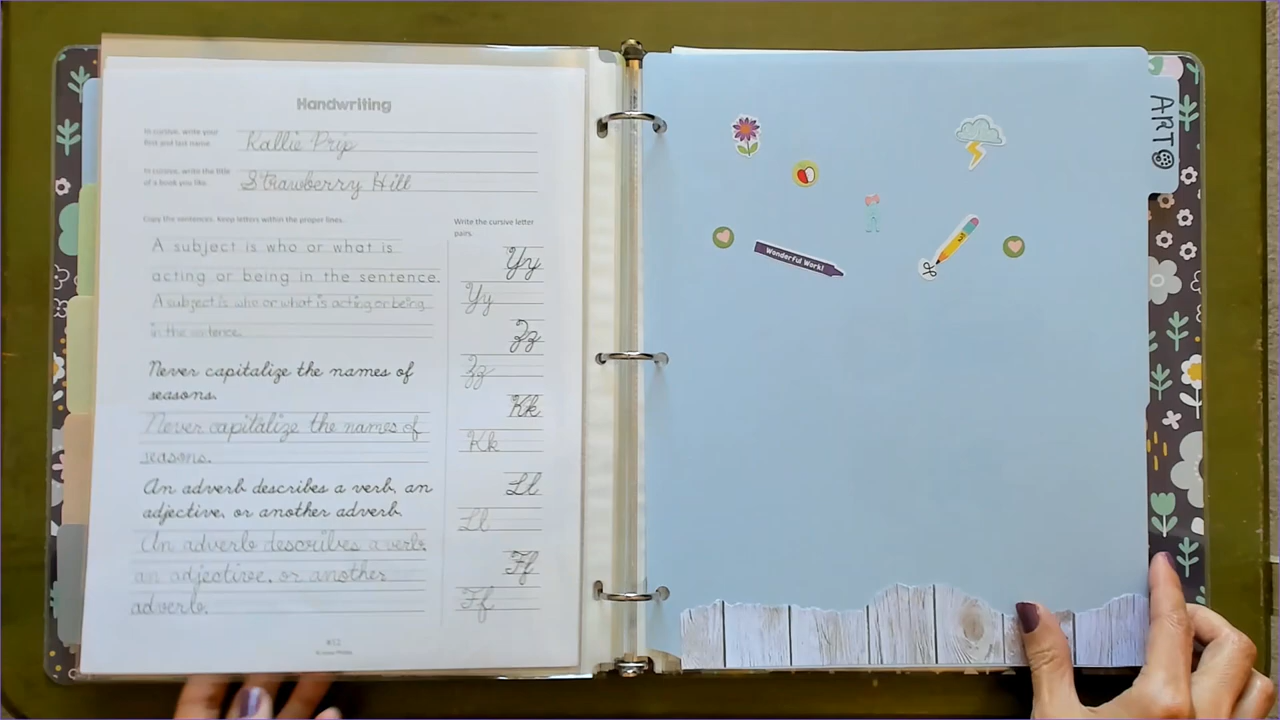 Handwriting
In cursive, write your
first and last name.
Kallie Prip
In cursive, write the title
of a book you like.
Strawberry Hill
Copy the sentences. Keep letters within the proper lines.
A subject is who or what is
acting or being in the sentence.
A subject is who or what is acting or being
in the sentence.
Never capitalize the names of
seasons.
Never capitalize the names of
seasons.
An adverb describes a verb, an
adjective, or another adverb.
An adverb describes a verb,
an adjective, or another
adverb.
Write the cursive letter
pairs.
Yy
Yy
Zz
Zz
Kk
Kk
Ll
Ll
Ff
Ff
Wonderful Work!
ART